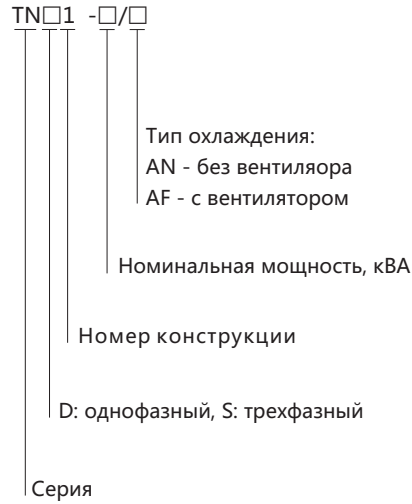 TN□1 -□/□
Тип охлаждения:
AN - без вентиляора
AF - с вентилятором
Номинальная мощность, кВА
Номер конструкции
D: однофазный, S: трехфазный
Серия